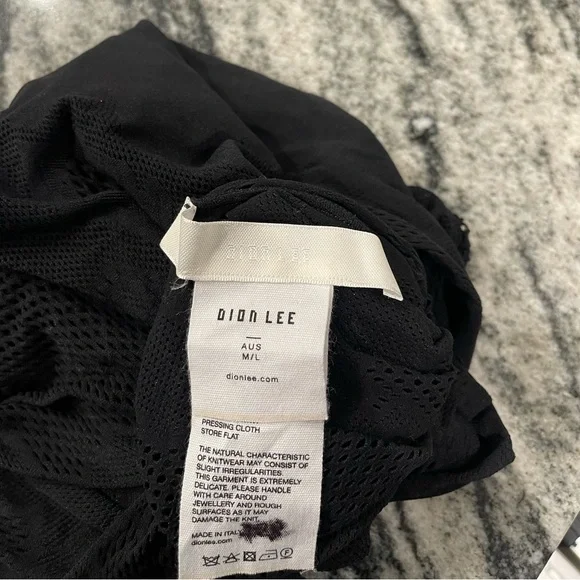 DION LEE
DION LEE
AUS
M/L
dionlee.com
PRESSING CLOTH
STORE FLAT
THE NATURAL CHARACTERISTIC
OF KNITWEAR MAY CONSIST OF
SLIGHT IRREGULARITIES.
THIS GARMENT IS EXTREMELY
DELICATE. PLEASE HANDLE
WITH CARE AROUND
JEWELLERY AND ROUGH
SURFACES AS IT MAY
DAMAGE THE KNIT.
MADE IN ITALY
dionlee.com